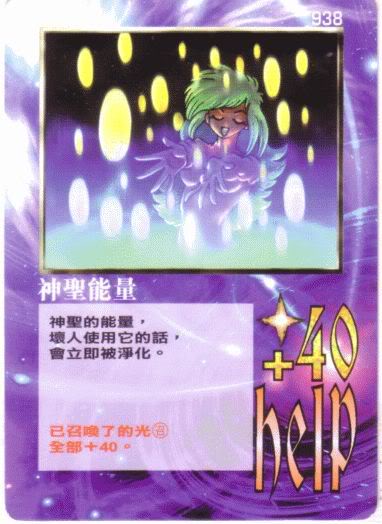 938
神聖能量
神聖的能量，
壞人使用它的話，
會立即被淨化。
已召喚了的光㊁
全部＋40。
+40
help